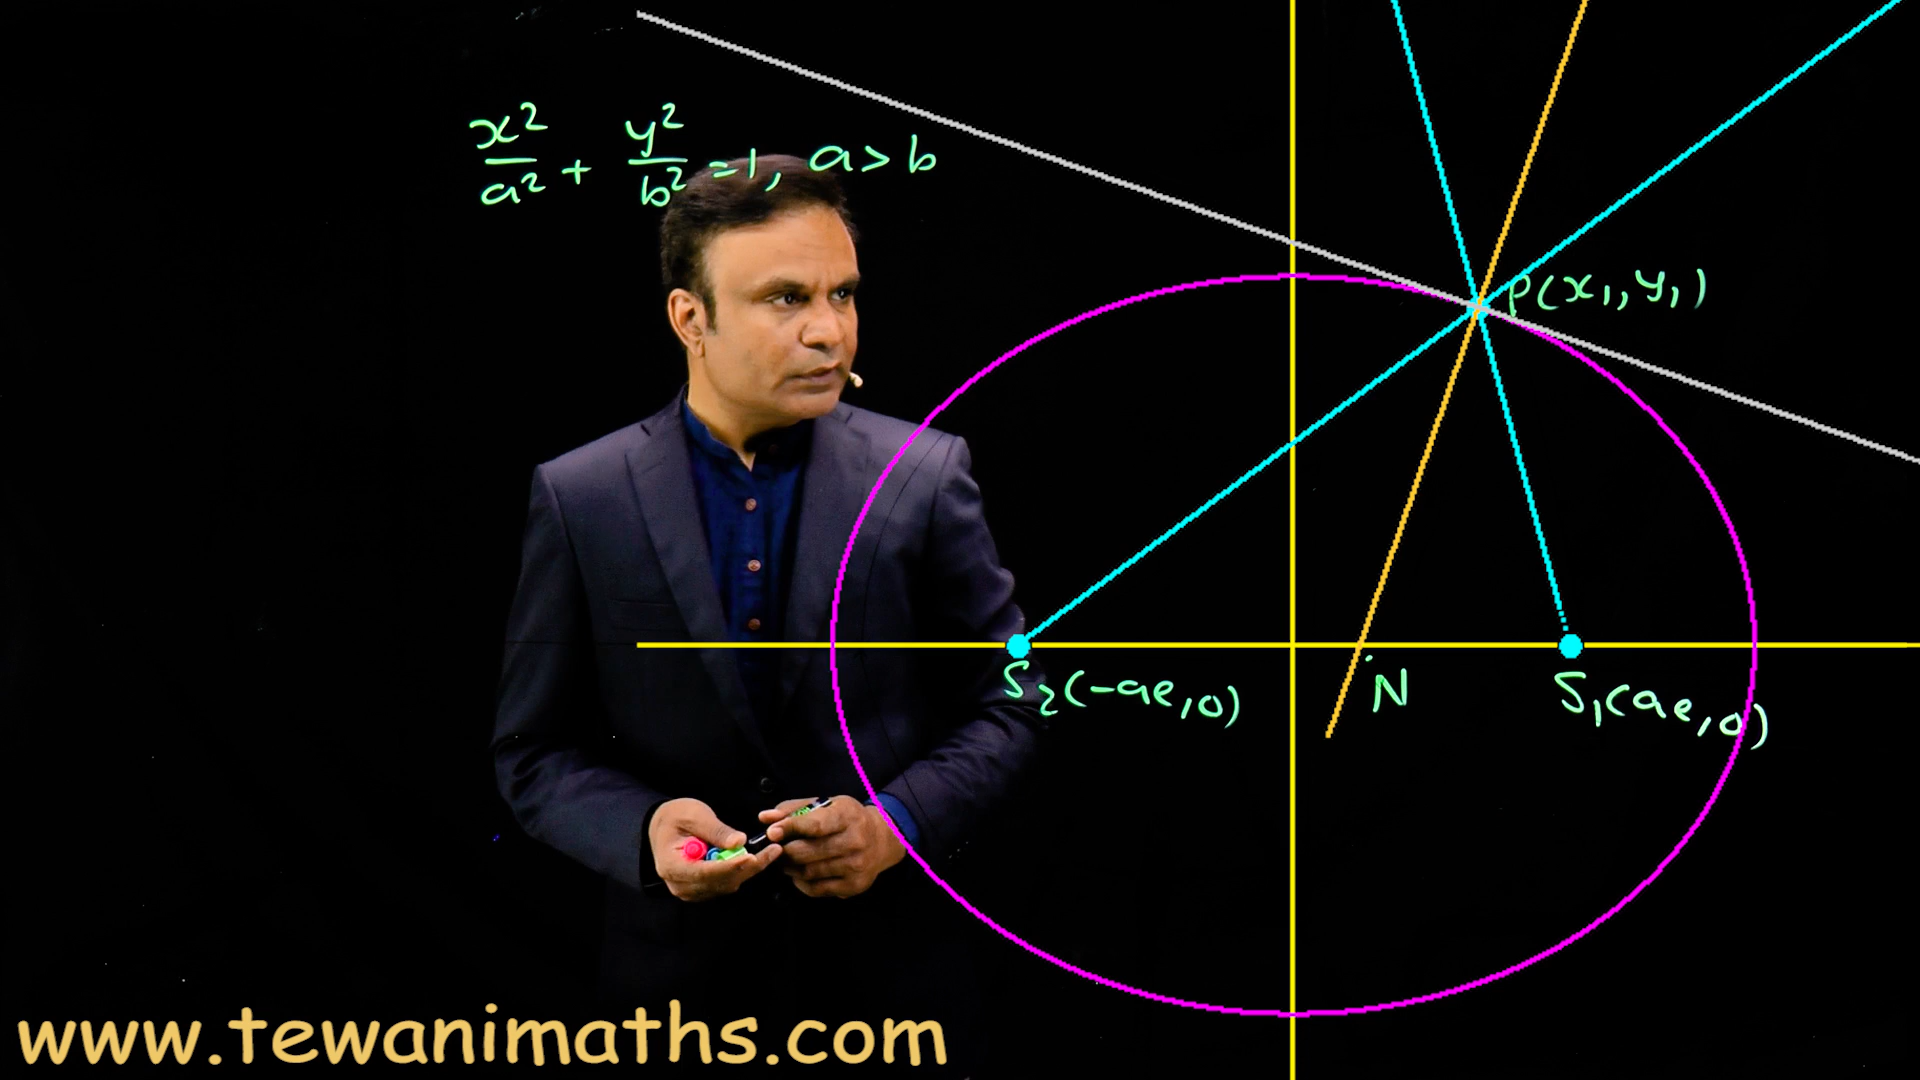 x²/a² + y²/b² = 1, a > b
P(x₁, y₁)
S₂(-ae, 0)
N
S₁(ae, 0)
www.tewanimaths.com